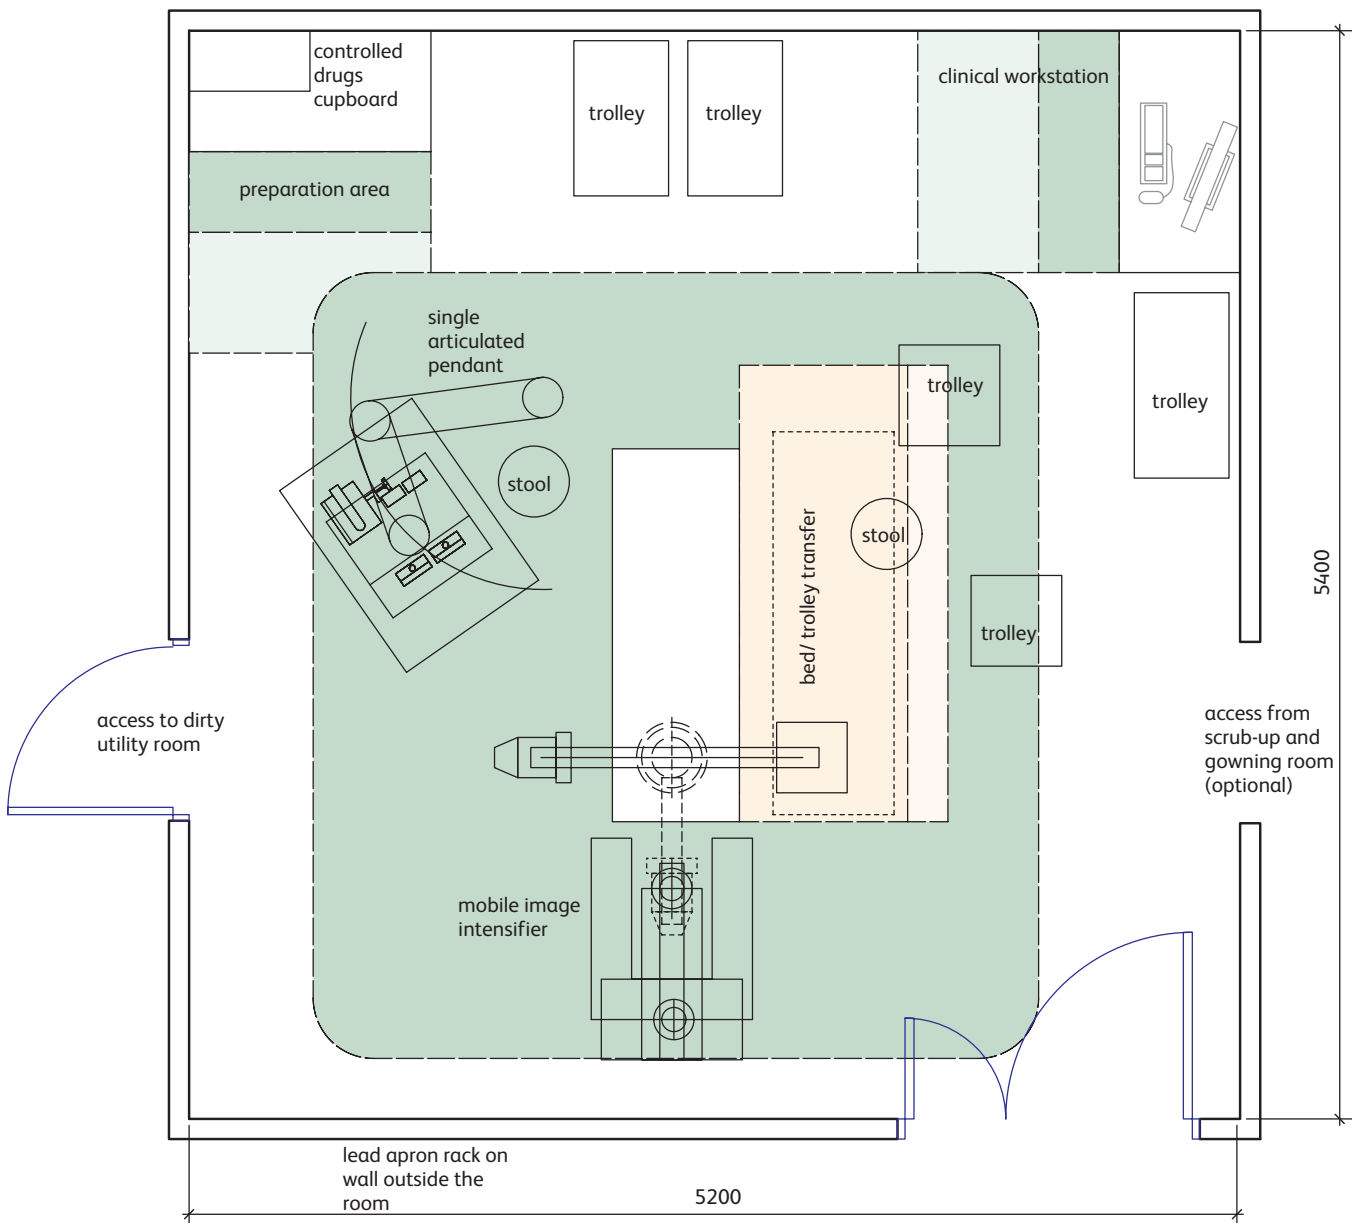 controlled
drugs
cupboard
trolley
trolley
clinical workstation
preparation area
single
articulated
pendant
trolley
trolley
stool
stool
bed/ trolley transfer
5400
trolley
access to dirty
utility room
access from
scrub-up and
gowning room
(optional)
mobile image
intensifier
lead apron rack on
wall outside the
room
5200